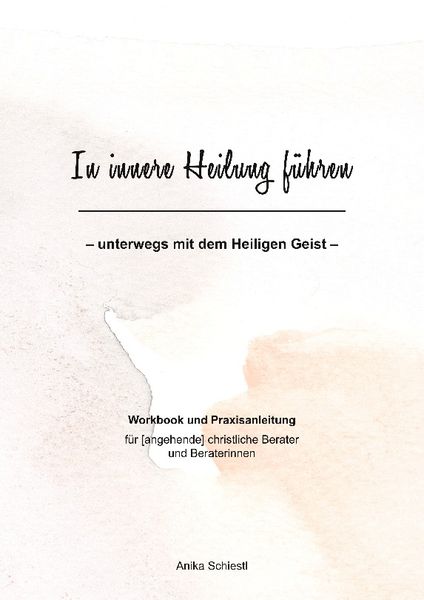 In innere Heilung führen
– unterwegs mit dem Heiligen Geist –
Workbook und Praxisanleitung
für [angehende] christliche Berater
und Beraterinnen
Anika Schiestl